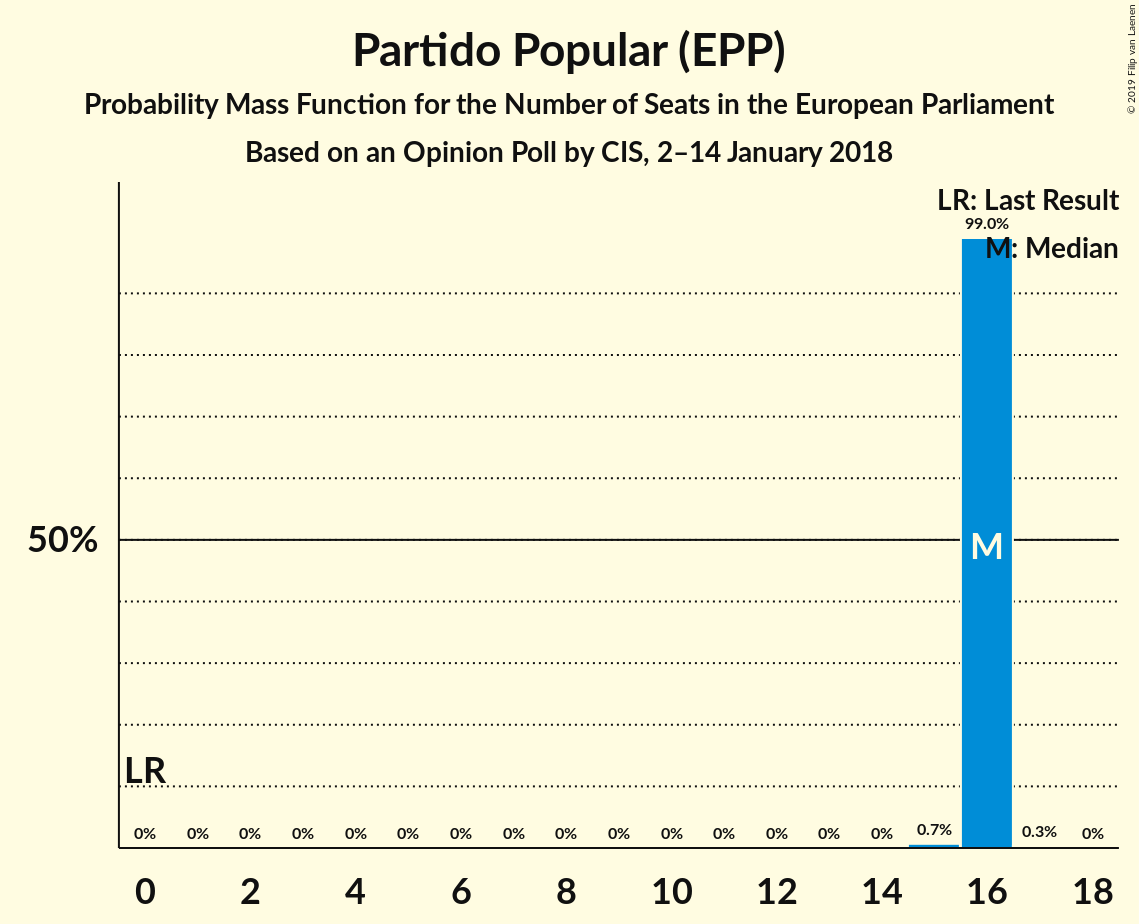 Partido Popular (EPP)
Probability Mass Function for the Number of Seats in the European Parliament
Based on an Opinion Poll by CIS, 2–14 January 2018
© 2019 Filip van Laenen
LR: Last Result
99.0%
M: Median
50%
M
LR
0% 0% 0% 0% 0% 0% 0% 0% 0% 0% 0% 0% 0% 0% 0% 0.7% 0.3% 0%
0 2 4 6 8 10 12 14 16 18